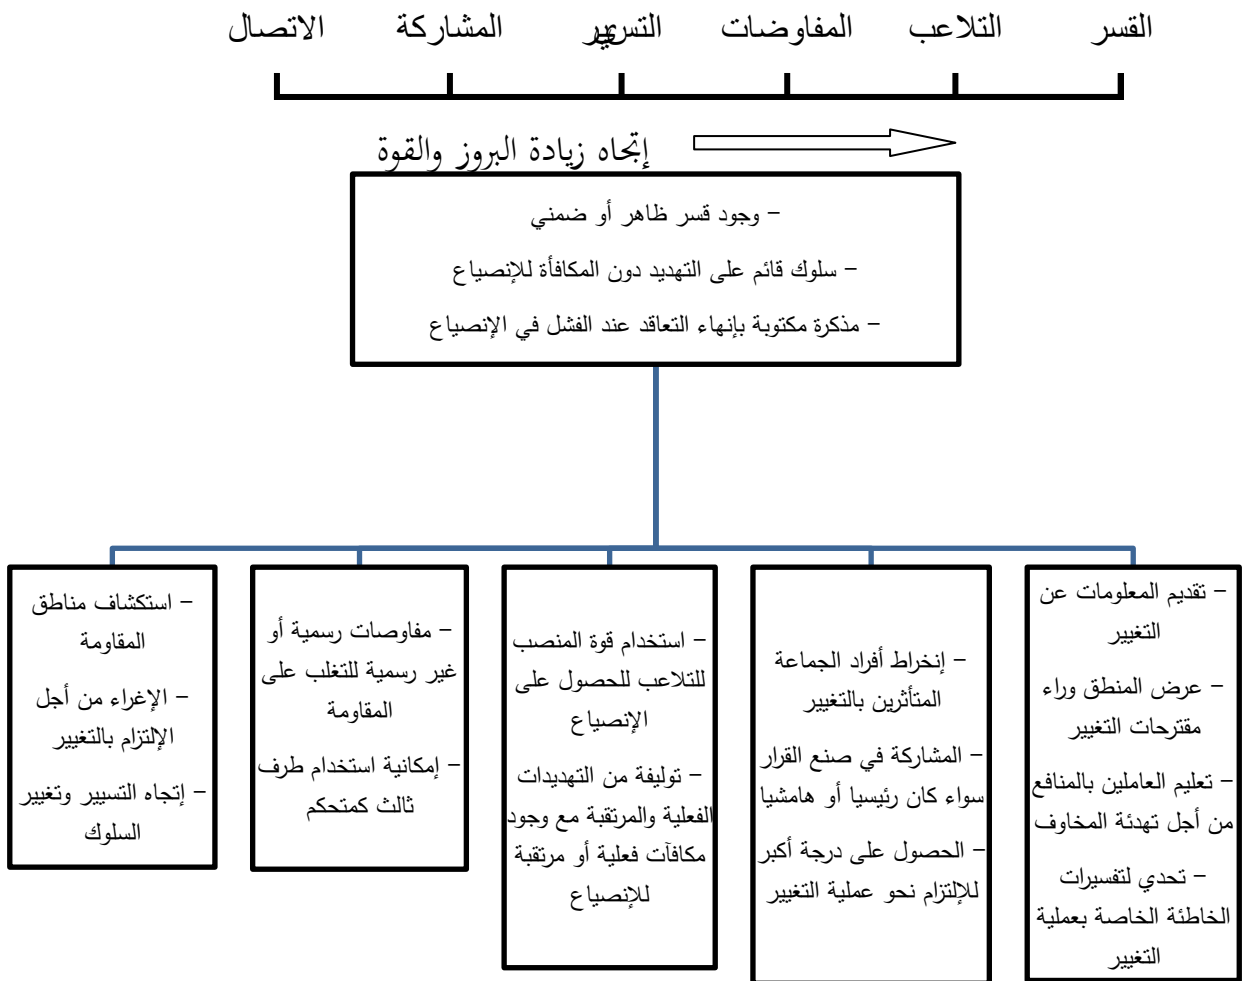 القسر التلاعب المفاوضات المشاركة الاتصال
إتجاه زيادة البروز والقوة
– وجود قسر ظاهر أو ضمني
– سلوك قائم على التهديد دون المكافأة للإنصياع
– مذكرة مكتوبة بإنهاء التعاقد عند الفشل في الإنصياع
– تقديم المعلومات عن
التغيير
– عرض المنطق وراء
مقترحات التغيير
– تعليم العاملين بالمنافع
من أجل تهدئة المخاوف
– تحدي لتفسيرات
الخاطئة الخاصة بعملية
التغيير
– إنخراط أفراد الجماعة
المتأثرين بالتغيير
– المشاركة في صنع القرار
سواء كان رئيسيا أو هامشيا
– الحصول على درجة أكبر
للإلتزام نحو عملية التغيير
– استخدام قوة المنصب
للتلاعب للحصول على
الإنصياع
– توليفة من التهديدات
الفعلية والمرتقبة مع وجود
مكافآت فعلية أو مرتقبة
للإنصياع
– مفاوصات رسمية أو
غير رسمية للتغلب على
المقاومة
– إمكانية استخدام طرف
ثالث كمتحكم
– استكشاف مناطق
المقاومة
– الإغراء من أجل
الإلتزام بالتغيير
– إتجاه التسيير وتغيير
السلوك